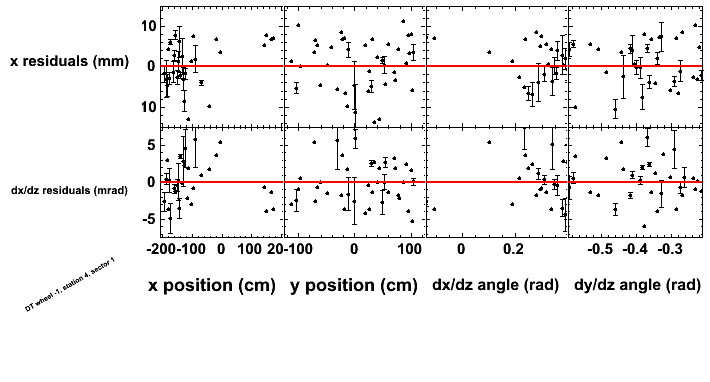 10
x residuals (mm)
0
10
5
dx/dz residuals (mrad)
0
-5
-200 -100 0 100 20 -100 0 100 0 0.2 -0.5 -0.4 -0.3
x position (cm) y position (cm) dx/dz angle (rad) dy/dz angle (rad)
DT wheel -1, station 4, sector 1